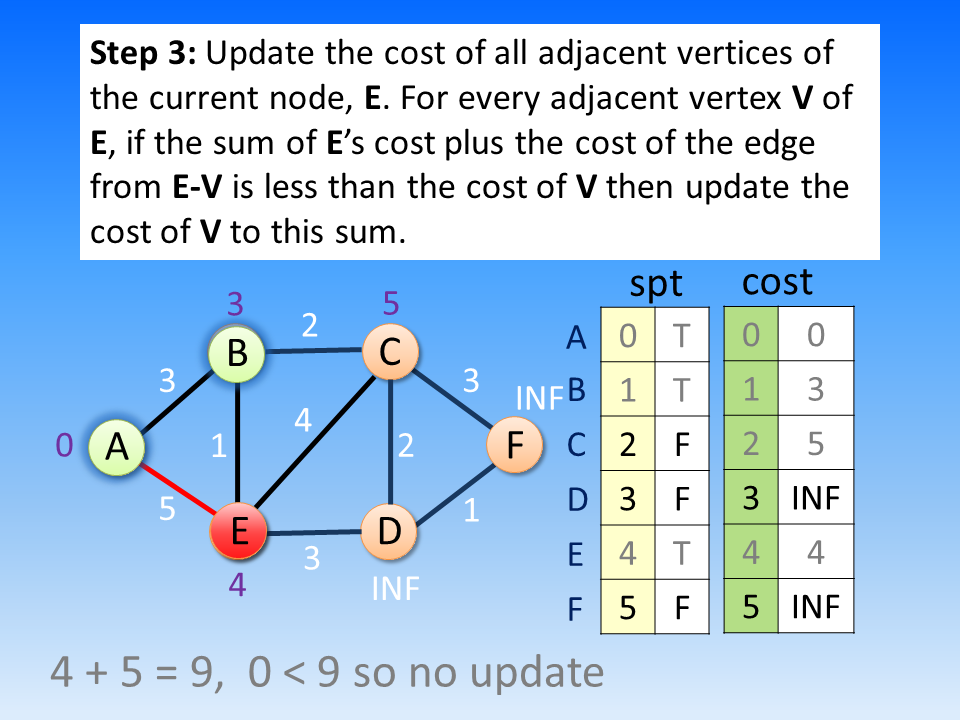 Step 3: Update the cost of all adjacent vertices of
the current node, E. For every adjacent vertex V of
E, if the sum of E’s cost plus the cost of the edge
from E-V is less than the cost of V then update the
cost of V to this sum.
spt cost
3 5
2
B C
3 3
INF
4
0 A 1 2 F
5 1
E D
3
4 INF
A 0 T 0 0
B 1 T 1 3
C 2 F 2 5
D 3 F 3 INF
E 4 T 4 4
F 5 F 5 INF
4 + 5 = 9, 0 < 9 so no update